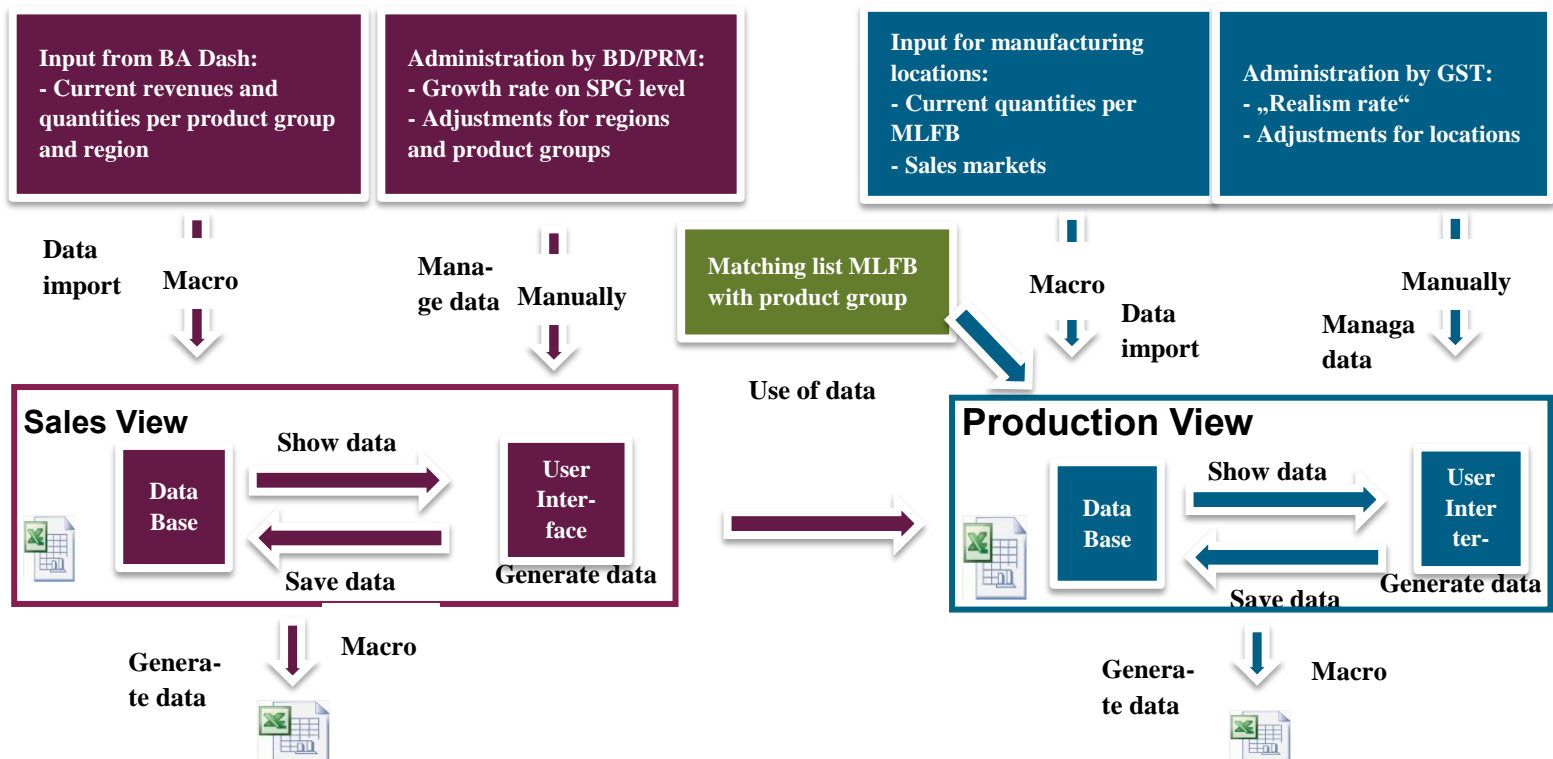 Input from BA Dash:
- Current revenues and
quantities per product group
and region
Administration by BD/PRM:
- Growth rate on SPG level
- Adjustments for regions
and product groups
Input for manufacturing
locations:
- Current quantities per
MLFB
- Sales markets
Administration by GST:
- „Realism rate“
- Adjustments for locations
Data
import
Macro
Mana-
ge data
Manually
Matching list MLFB
with product group
Macro
Data
import
Manually
Managa
data
Use of data
Sales View
Show data
Data
Base
User
Inter-
face
Save data
Generate data
Production View
Show data
Data
Base
User
Inter
ter-
Save data
Generate data
Genera-
te data
Macro
Genera-
te data
Macro